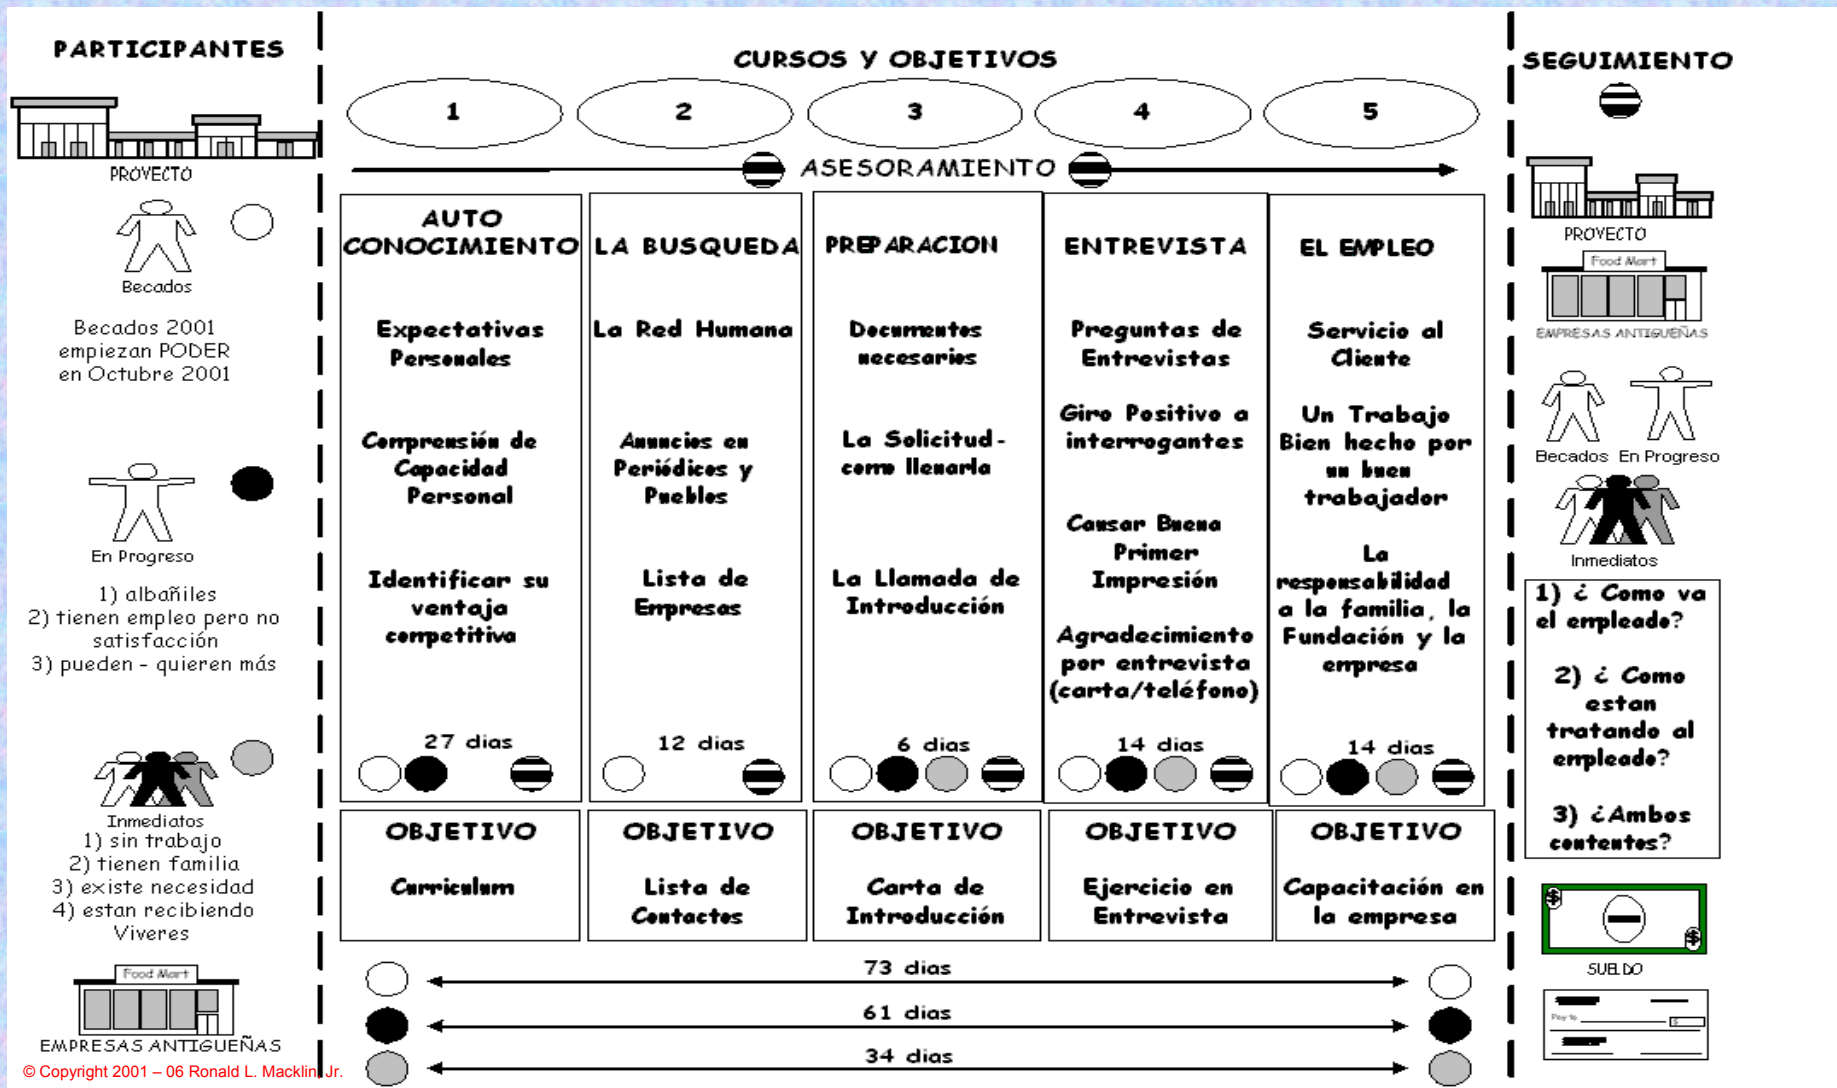 PARTICIPANTES
PROYECTO
Becados
Becados 2001
empiezan PODER
en Octubre 2001
En Progreso
1) albañiles
2) tienen empleo pero no
satisfacción
3) pueden - quieren más
Inmediatos
1) sin trabajo
2) tienen familia
3) existe necesidad
4) estan recibiendo
Viveres
Food Mart
EMPRESAS ANTIGUEÑAS
© Copyright 2001 – 06 Ronald L. Macklin, Jr.
CURSOS Y OBJETIVOS
1
2
3
4
5
ASESORAMIENTO
AUTO
CONOCIMIENTO
Expectativas
Personales
Comprensión de
Capacidad
Personal
Identificar su
ventaja
competitiva
27 dias
OBJETIVO
Curriculum
LA BUSQUEDA
La Red Humana
Anuncios en
Periódicos y
Pueblos
Lista de
Empresas
12 dias
OBJETIVO
Lista de
Contactos
PREPARACION
Documentos
necesarios
La Solicitud-
como llenarla
La Llamada de
Introducción
6 dias
OBJETIVO
Carta de
Introducción
ENTREVISTA
Preguntas de
Entrevistas
Giro Positivo a
interrogantes
Causar Buena
Primer
Impresión
Agradecimiento
por entrevista
(carta/teléfono)
14 dias
OBJETIVO
Ejercicio en
Entrevista
EL EMPLEO
Servicio al
Cliente
Un Trabajo
Bien hecho por
un buen
trabajador
La
responsabilidad
a la familia, la
Fundación y la
empresa
14 dias
OBJETIVO
Capacitación en
la empresa
73 dias
61 dias
34 dias
SEGUIMIENTO
PROYECTO
Food Mart
EMPRESAS ANTIGUEÑAS
Becados En Progreso
Inmediatos
1) ¿ Como va
el empleado?
2) ¿ Como
estan
tratando al
empleado?
3) ¿Ambos
contentos?
$
$
SUELDO
Pay to
$